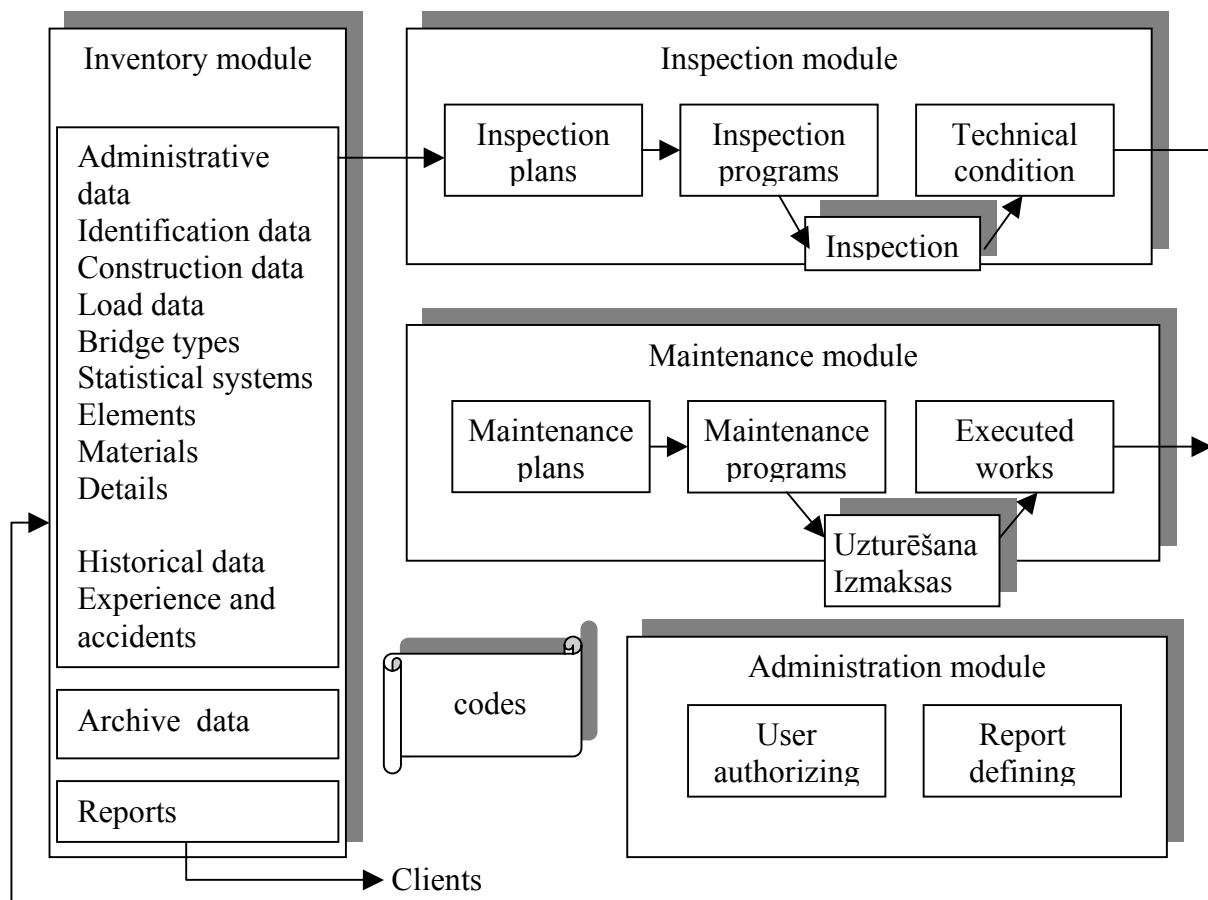 Inventory module
Administrative
data
Identification data
Construction data
Load data
Bridge types
Statistical systems
Elements
Materials
Details
Historical data
Experience and
accidents
Archive data
Reports
Clients
Inspection module
Inspection
plans
Inspection
programs
Technical
condition
Inspection
Maintenance module
Maintenance
plans
Maintenance
programs
Executed
works
Uzturēšana
Izmaksas
codes
Administration module
User
authorizing
Report
defining